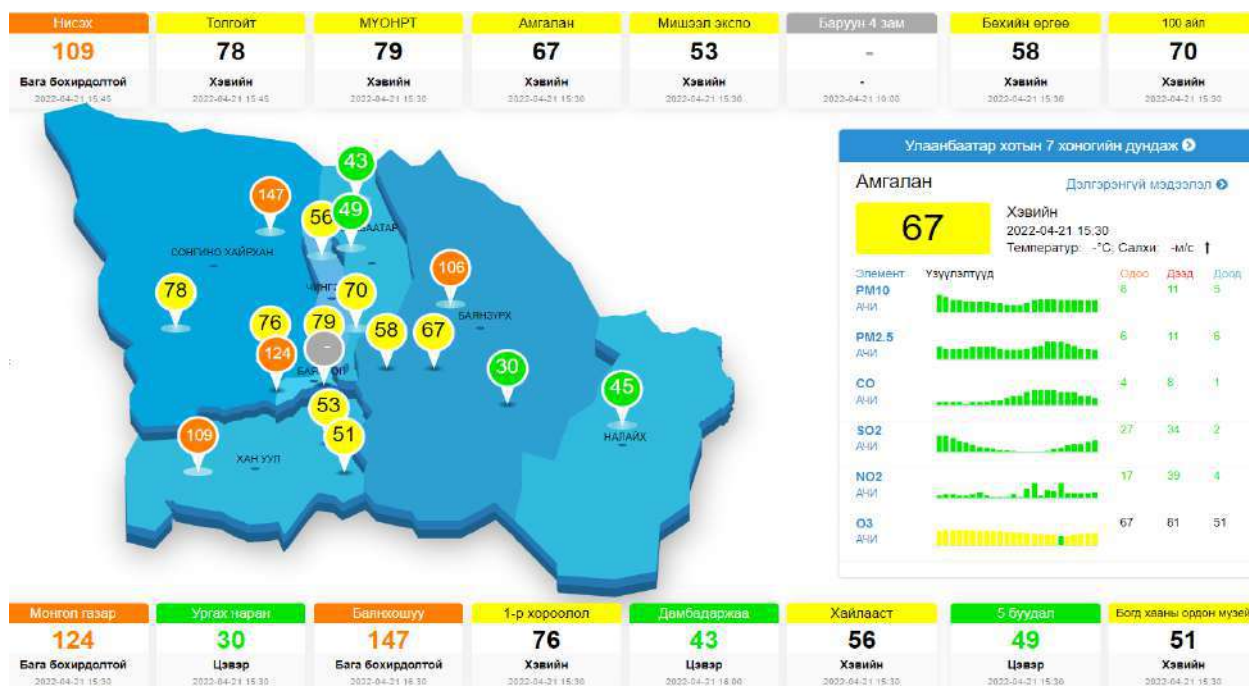 Нисэх
Толгойт
МҮОНРТ
Амгалан
Мишээл экспо
Баруун 4 зам
Бөхийн өргөө
100 айл
109
78
79
67
53
-
58
70
Бага бохирдолтой
Хэвийн
Хэвийн
Хэвийн
Хэвийн
-
Хэвийн
Хэвийн
2022-04-21 15:45
2022-04-21 15:45
2022-04-21 15:30
2022-04-21 15:30
2022-04-21 15:30
2022-04-21 10:00
2022-04-21 15:30
2022-04-21 15:30
43
147
56
49
СОНГИНО ХАЙРХАН
106
78
70
БАЯНЗҮРХ
76
79
58
67
124
-
30
45
53
109
51
ХАН УУЛ
НАЛАЙХ
Улаанбаатар хотын 7 хоногийн дундаж
Амгалан
Дэлгэрэнгүй мэдээлэл
67
Хэвийн
2022-04-21 15:30
Температур: -°C, Салхи: -м/с
Элемент Үзүүлэлтүүд Одоо Дээд Доод
PM10 АЧИ 8 11 5
PM2.5 АЧИ 6 11 6
CO АЧИ 4 8 1
SO2 АЧИ 27 34 2
NO2 АЧИ 17 39 4
O3 АЧИ 67 81 51
Монгол газар
Ургах наран
Баянхошуу
1-р хороолол
Дамбадаржаа
Хайлааст
5 буудал
Богд хааны ордон музей
124
30
147
76
43
56
49
51
Бага бохирдолтой
Цэвэр
Бага бохирдолтой
Хэвийн
Цэвэр
Хэвийн
Цэвэр
Хэвийн
2022-04-21 15:30
2022-04-21 15:30
2022-04-21 16:30
2022-04-21 15:30
2022-04-21 16:00
2022-04-21 15:30
2022-04-21 15:30
2022-04-21 15:30